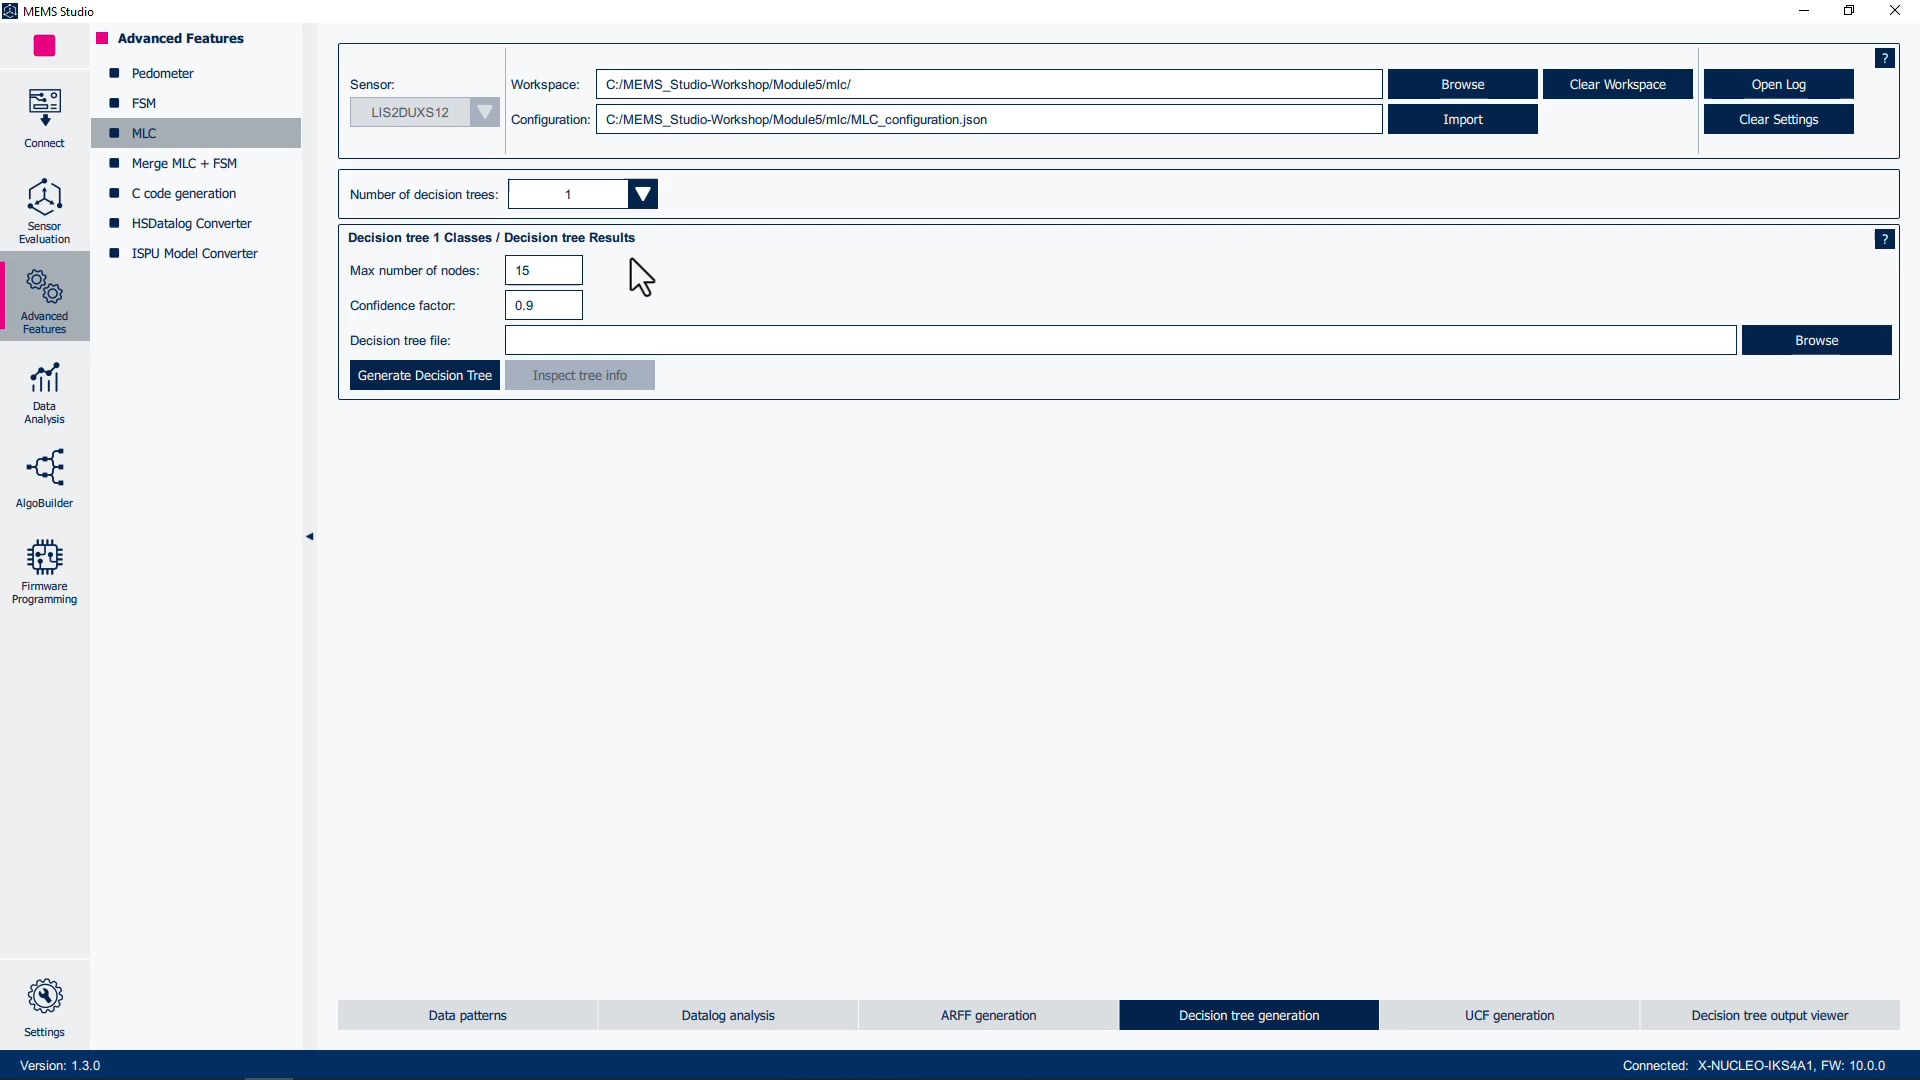 MEMS Studio
Connect
Sensor
Evaluation
Advanced
Features
Data
Analysis
AlgoBuilder
Firmware
Programming
Settings
Advanced Features
Pedometer
FSM
MLC
Merge MLC + FSM
C code generation
HSDatalog Converter
ISPU Model Converter
?
Sensor:
LIS2DUXS12
Workspace: C:/MEMS_Studio-Workshop/Module5/mlc/ Browse Clear Workspace Open Log
Configuration: C:/MEMS_Studio-Workshop/Module5/mlc/MLC_configuration.json Import Clear Settings
Number of decision trees: 1
Decision tree 1 Classes / Decision tree Results ?
Max number of nodes: 15
Confidence factor: 0.9
Decision tree file: Browse
Generate Decision Tree Inspect tree info
Data patterns Datalog analysis ARFF generation Decision tree generation UCF generation Decision tree output viewer
Version: 1.3.0 Connected: X-NUCLEO-IKS4A1, FW: 10.0.0